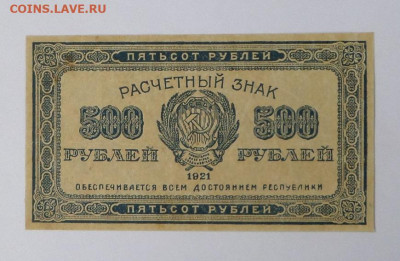 COINS.LAVE.RU
ПЯТЬСОТ РУБЛЕЙ
РАСЧЕТНЫЙ ЗНАК
500 500
РУБЛЕЙ РУБЛЕЙ
1921
ОБЕСПЕЧИВАЕТСЯ ВСЕМ ДОСТОЯНИЕМ РЕСПУБЛИКИ
ПЯТЬСОТ РУБЛЕЙ